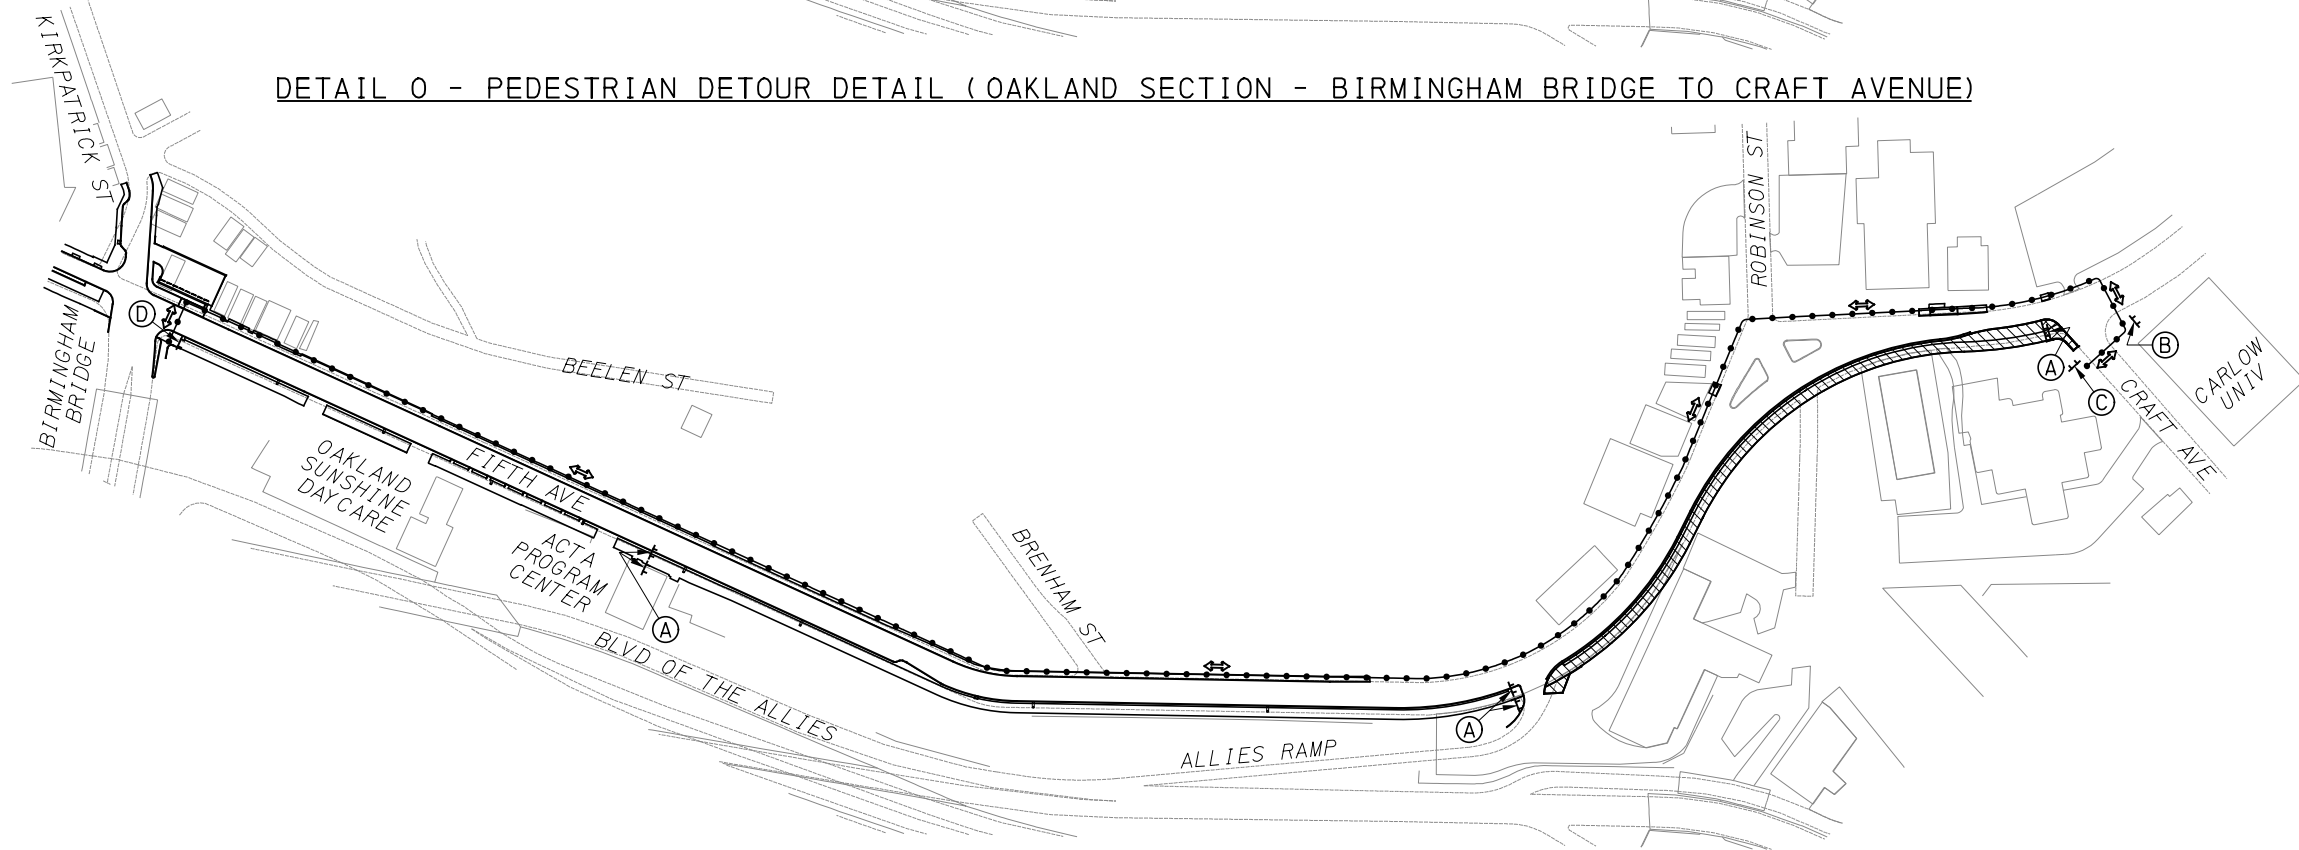 DETAIL O - PEDESTRIAN DETOUR DETAIL (OAKLAND SECTION - BIRMINGHAM BRIDGE TO CRAFT AVENUE)
KIRKPATRICK ST
ROBINSON ST
D
BIRMINGHAM
BRIDGE
BEELEN ST
B
A
C
CARLOW
UNIV
CRAFT AVE
FIFTH AVE
OAKLAND
SUNSHINE
DAYCARE
ACTA
PROGRAM
CENTER
A
BRENHAM ST
BLVD OF THE ALLIES
ALLIES RAMP
A